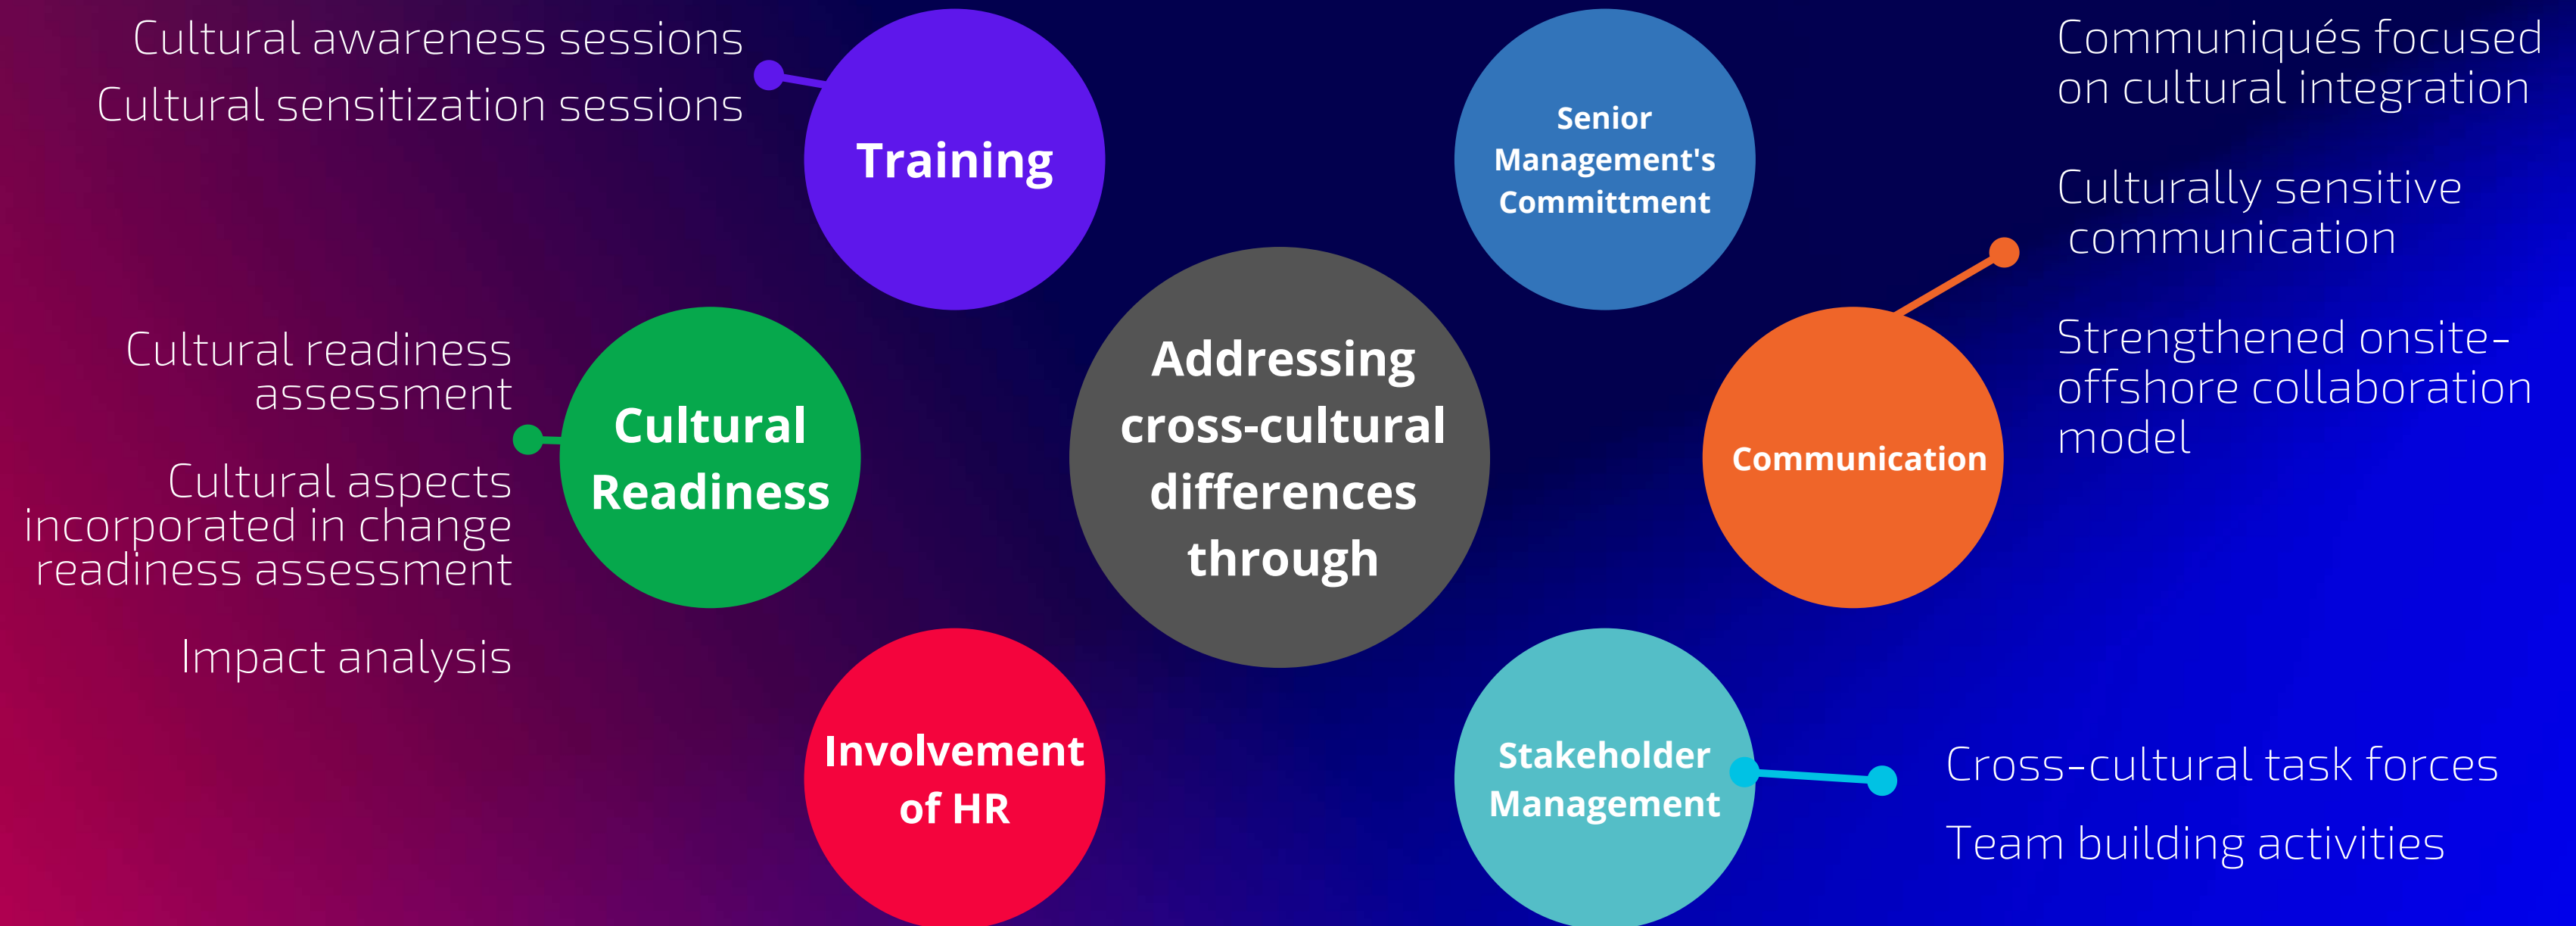 Cultural awareness sessions
Cultural sensitization sessions
Training
Senior
Management's
Committment
Communiqués focused
on cultural integration
Culturally sensitive
communication
Strengthened onsite-
offshore collaboration
model
Communication
Addressing
cross-cultural
differences
through
Cultural readiness
assessment
Cultural aspects
incorporated in change
readiness assessment
Impact analysis
Cultural
Readiness
Involvement
of HR
Stakeholder
Management
Cross-cultural task forces
Team building activities